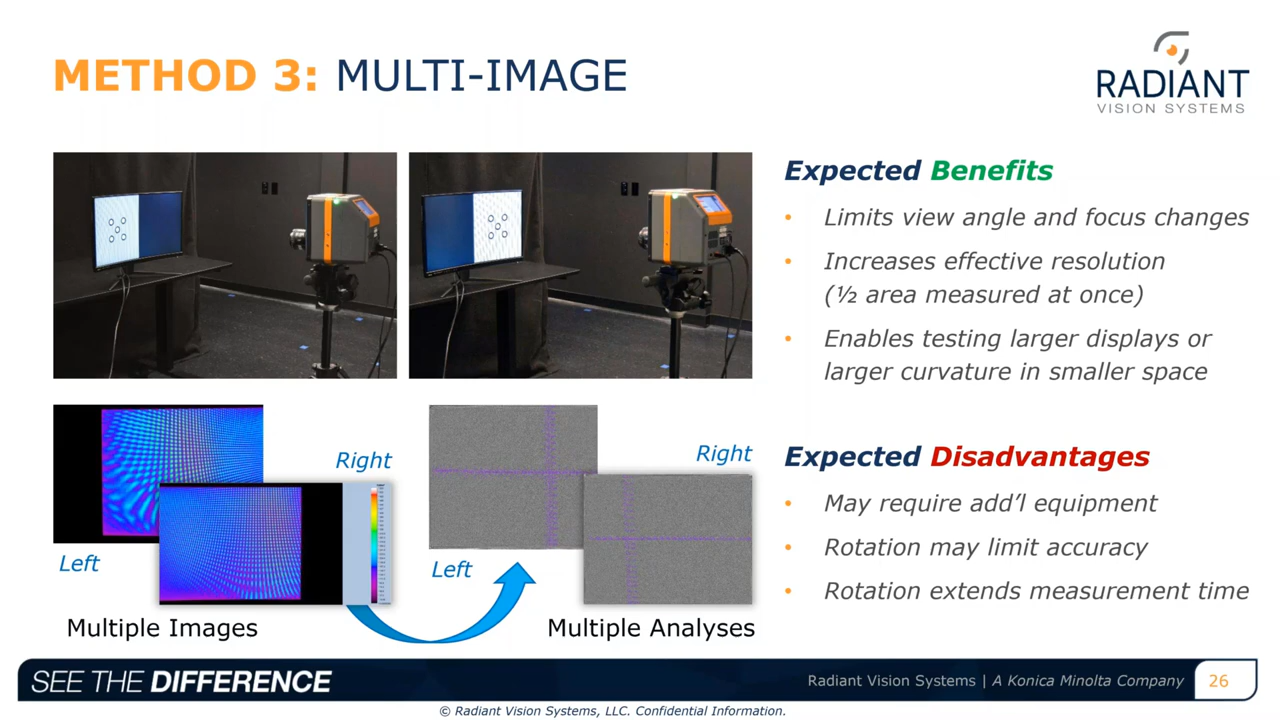 METHOD 3: MULTI-IMAGE
RADIANT
VISION SYSTEMS
Expected Benefits
• Limits view angle and focus changes
• Increases effective resolution
(½ area measured at once)
• Enables testing larger displays or
larger curvature in smaller space
Right
Left
Multiple Images
Right
Left
Multiple Analyses
Expected Disadvantages
• May require add’l equipment
• Rotation may limit accuracy
• Rotation extends measurement time
SEE THE DIFFERENCE
Radiant Vision Systems | A Konica Minolta Company
26
© Radiant Vision Systems, LLC. Confidential Information.